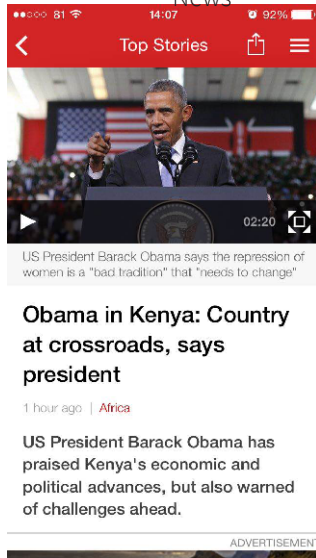 NEWS
81 14:07 92%
Top Stories
02:20
US President Barack Obama says the repression of
women is a "bad tradition" that "needs to change"
Obama in Kenya: Country
at crossroads, says
president
1 hour ago | Africa
US President Barack Obama has
praised Kenya's economic and
political advances, but also warned
of challenges ahead.
ADVERTISEMENT